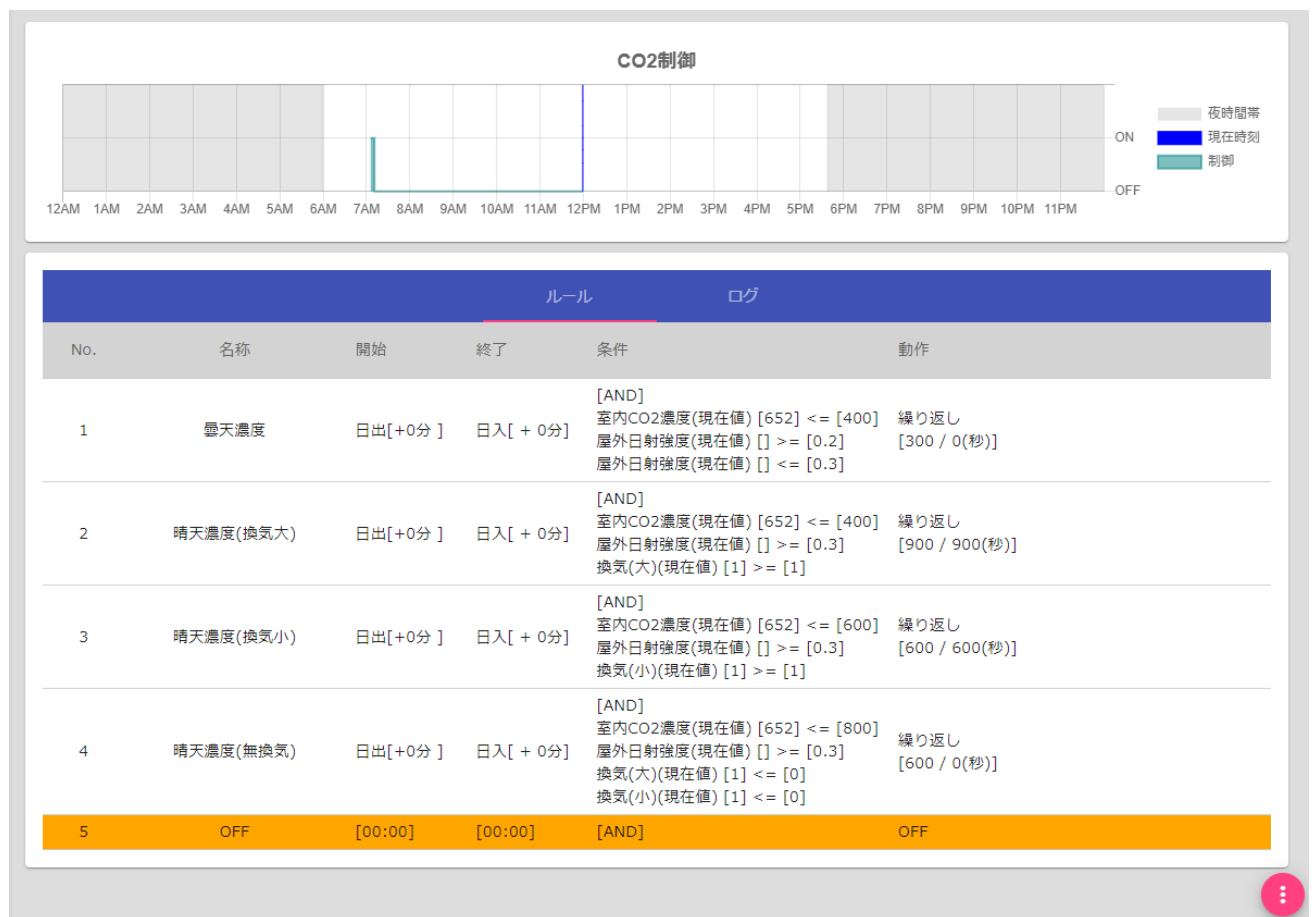 CO2制御
夜時間帯
現在時刻
制御
ON
OFF
12AM 1AM 2AM 3AM 4AM 5AM 6AM 7AM 8AM 9AM 10AM 11AM 12PM 1PM 2PM 3PM 4PM 5PM 6PM 7PM 8PM 9PM 10PM 11PM
ルール ログ
No. 名称 開始 終了 条件 動作
[AND]
室内CO2濃度(現在値) [652] <= [400]
1 曇天濃度 日出[+0分 ] 日入[ + 0分] 繰り返し
屋外日射強度(現在値) [] >= [0.2] [300 / 0(秒)]
屋外日射強度(現在値) [] <= [0.3]
[AND]
室内CO2濃度(現在値) [652] <= [400] 繰り返し
2 晴天濃度(換気大) 日出[+0分 ] 日入[ + 0分]
屋外日射強度(現在値) [] >= [0.3] [900 / 900(秒)]
換気(大)(現在値) [1] >= [1]
[AND]
室内CO2濃度(現在値) [652] <= [600] 繰り返し
3 晴天濃度(換気小) 日出[+0分 ] 日入[ + 0分]
屋外日射強度(現在値) [] >= [0.3] [600 / 600(秒)]
換気(小)(現在値) [1] >= [1]
[AND]
室内CO2濃度(現在値) [652] <= [800]
4 晴天濃度(無換気) 日出[+0分 ] 日入[ + 0分] 繰り返し
屋外日射強度(現在値) [] >= [0.3] [600 / 0(秒)]
換気(大)(現在値) [1] <= [0]
換気(小)(現在値) [1] <= [0]
5 OFF [00:00] [00:00] [AND] OFF